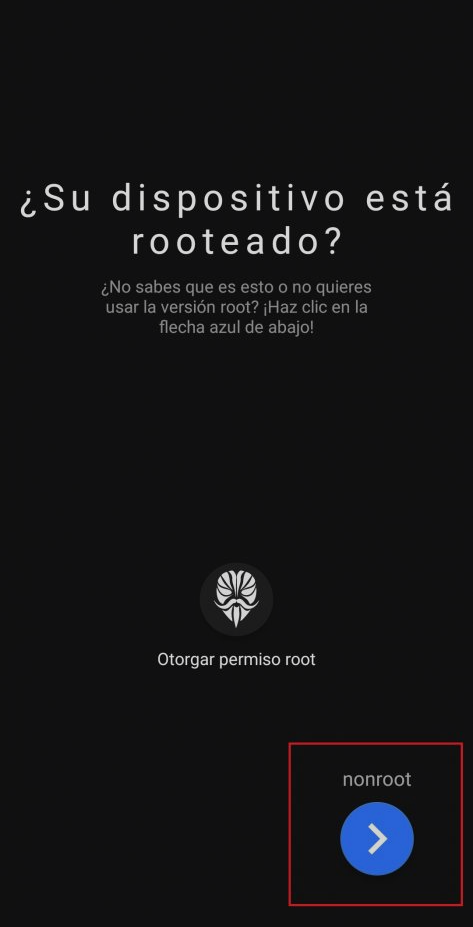 ¿Su dispositivo está
rooteado?
¿No sabes que es esto o no quieres
usar la versión root? ¡Haz clic en la
flecha azul de abajo!
Otorgar permiso root
nonroot